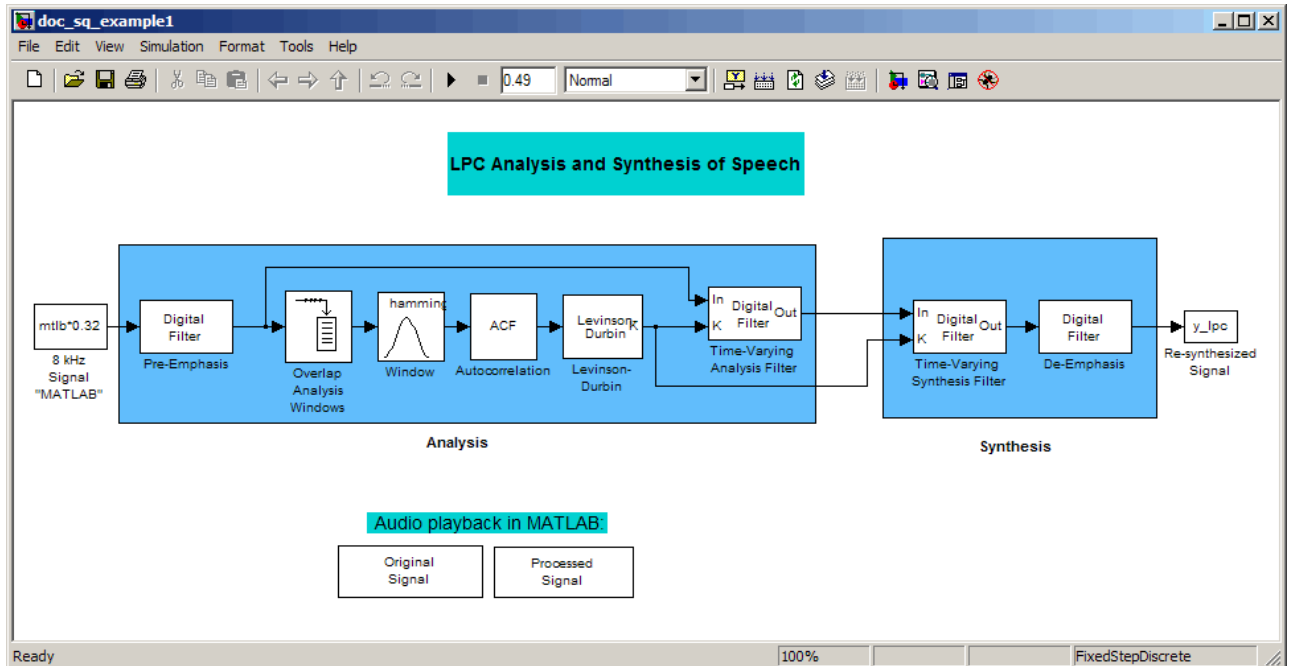 doc_sq_example1
File Edit View Simulation Format Tools Help
0.49 Normal
LPC Analysis and Synthesis of Speech
mtlb*0.32
8 kHz
Signal
"MATLAB"
Digital
Filter
Pre-Emphasis
Overlap
Analysis
Windows
hamming
Window
ACF
Autocorrelation
Levinson-
Durbin
K
Levinson-
Durbin
In
K
Digital
Filter
Out
Time-Varying
Analysis Filter
Analysis
In
K
Digital
Filter
Out
Time-Varying
Synthesis Filter
Digital
Filter
De-Emphasis
Synthesis
y_lpc
Re-synthesized
Signal
Audio playback in MATLAB:
Original
Signal
Processed
Signal
Ready 100% FixedStepDiscrete